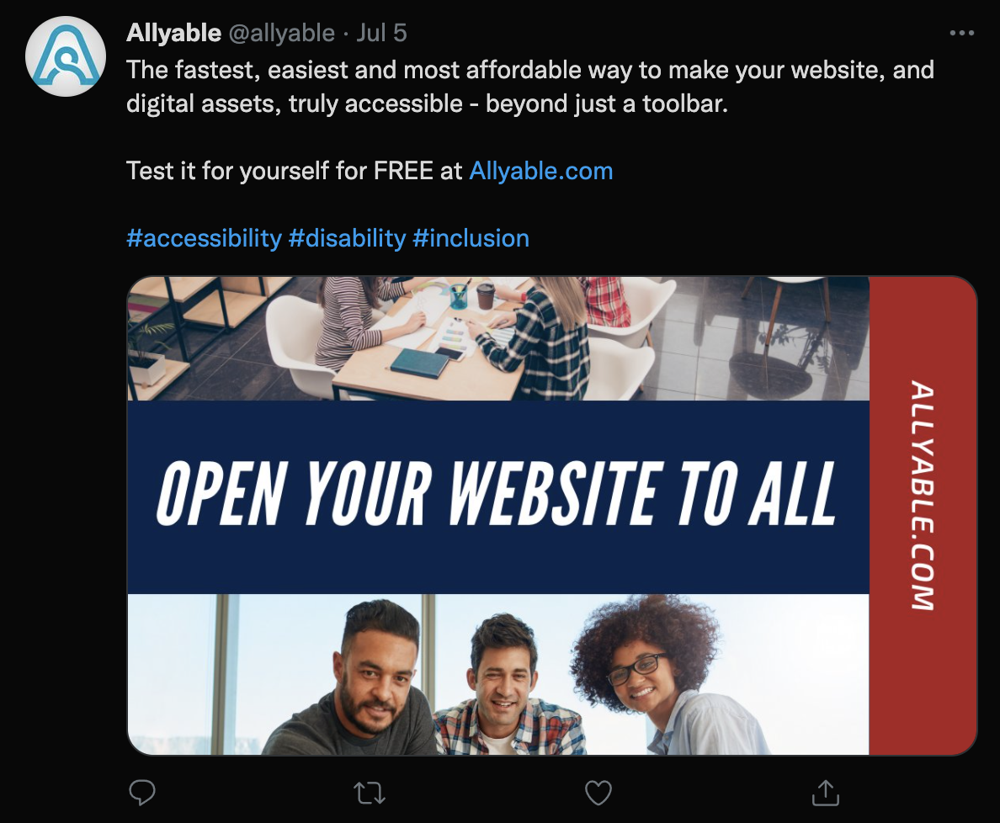 Allyable @allyable · Jul 5
The fastest, easiest and most affordable way to make your website, and
digital assets, truly accessible - beyond just a toolbar.
Test it for yourself for FREE at Allyable.com
#accessibility #disability #inclusion
OPEN YOUR WEBSITE TO ALL
ALLYABLE.COM